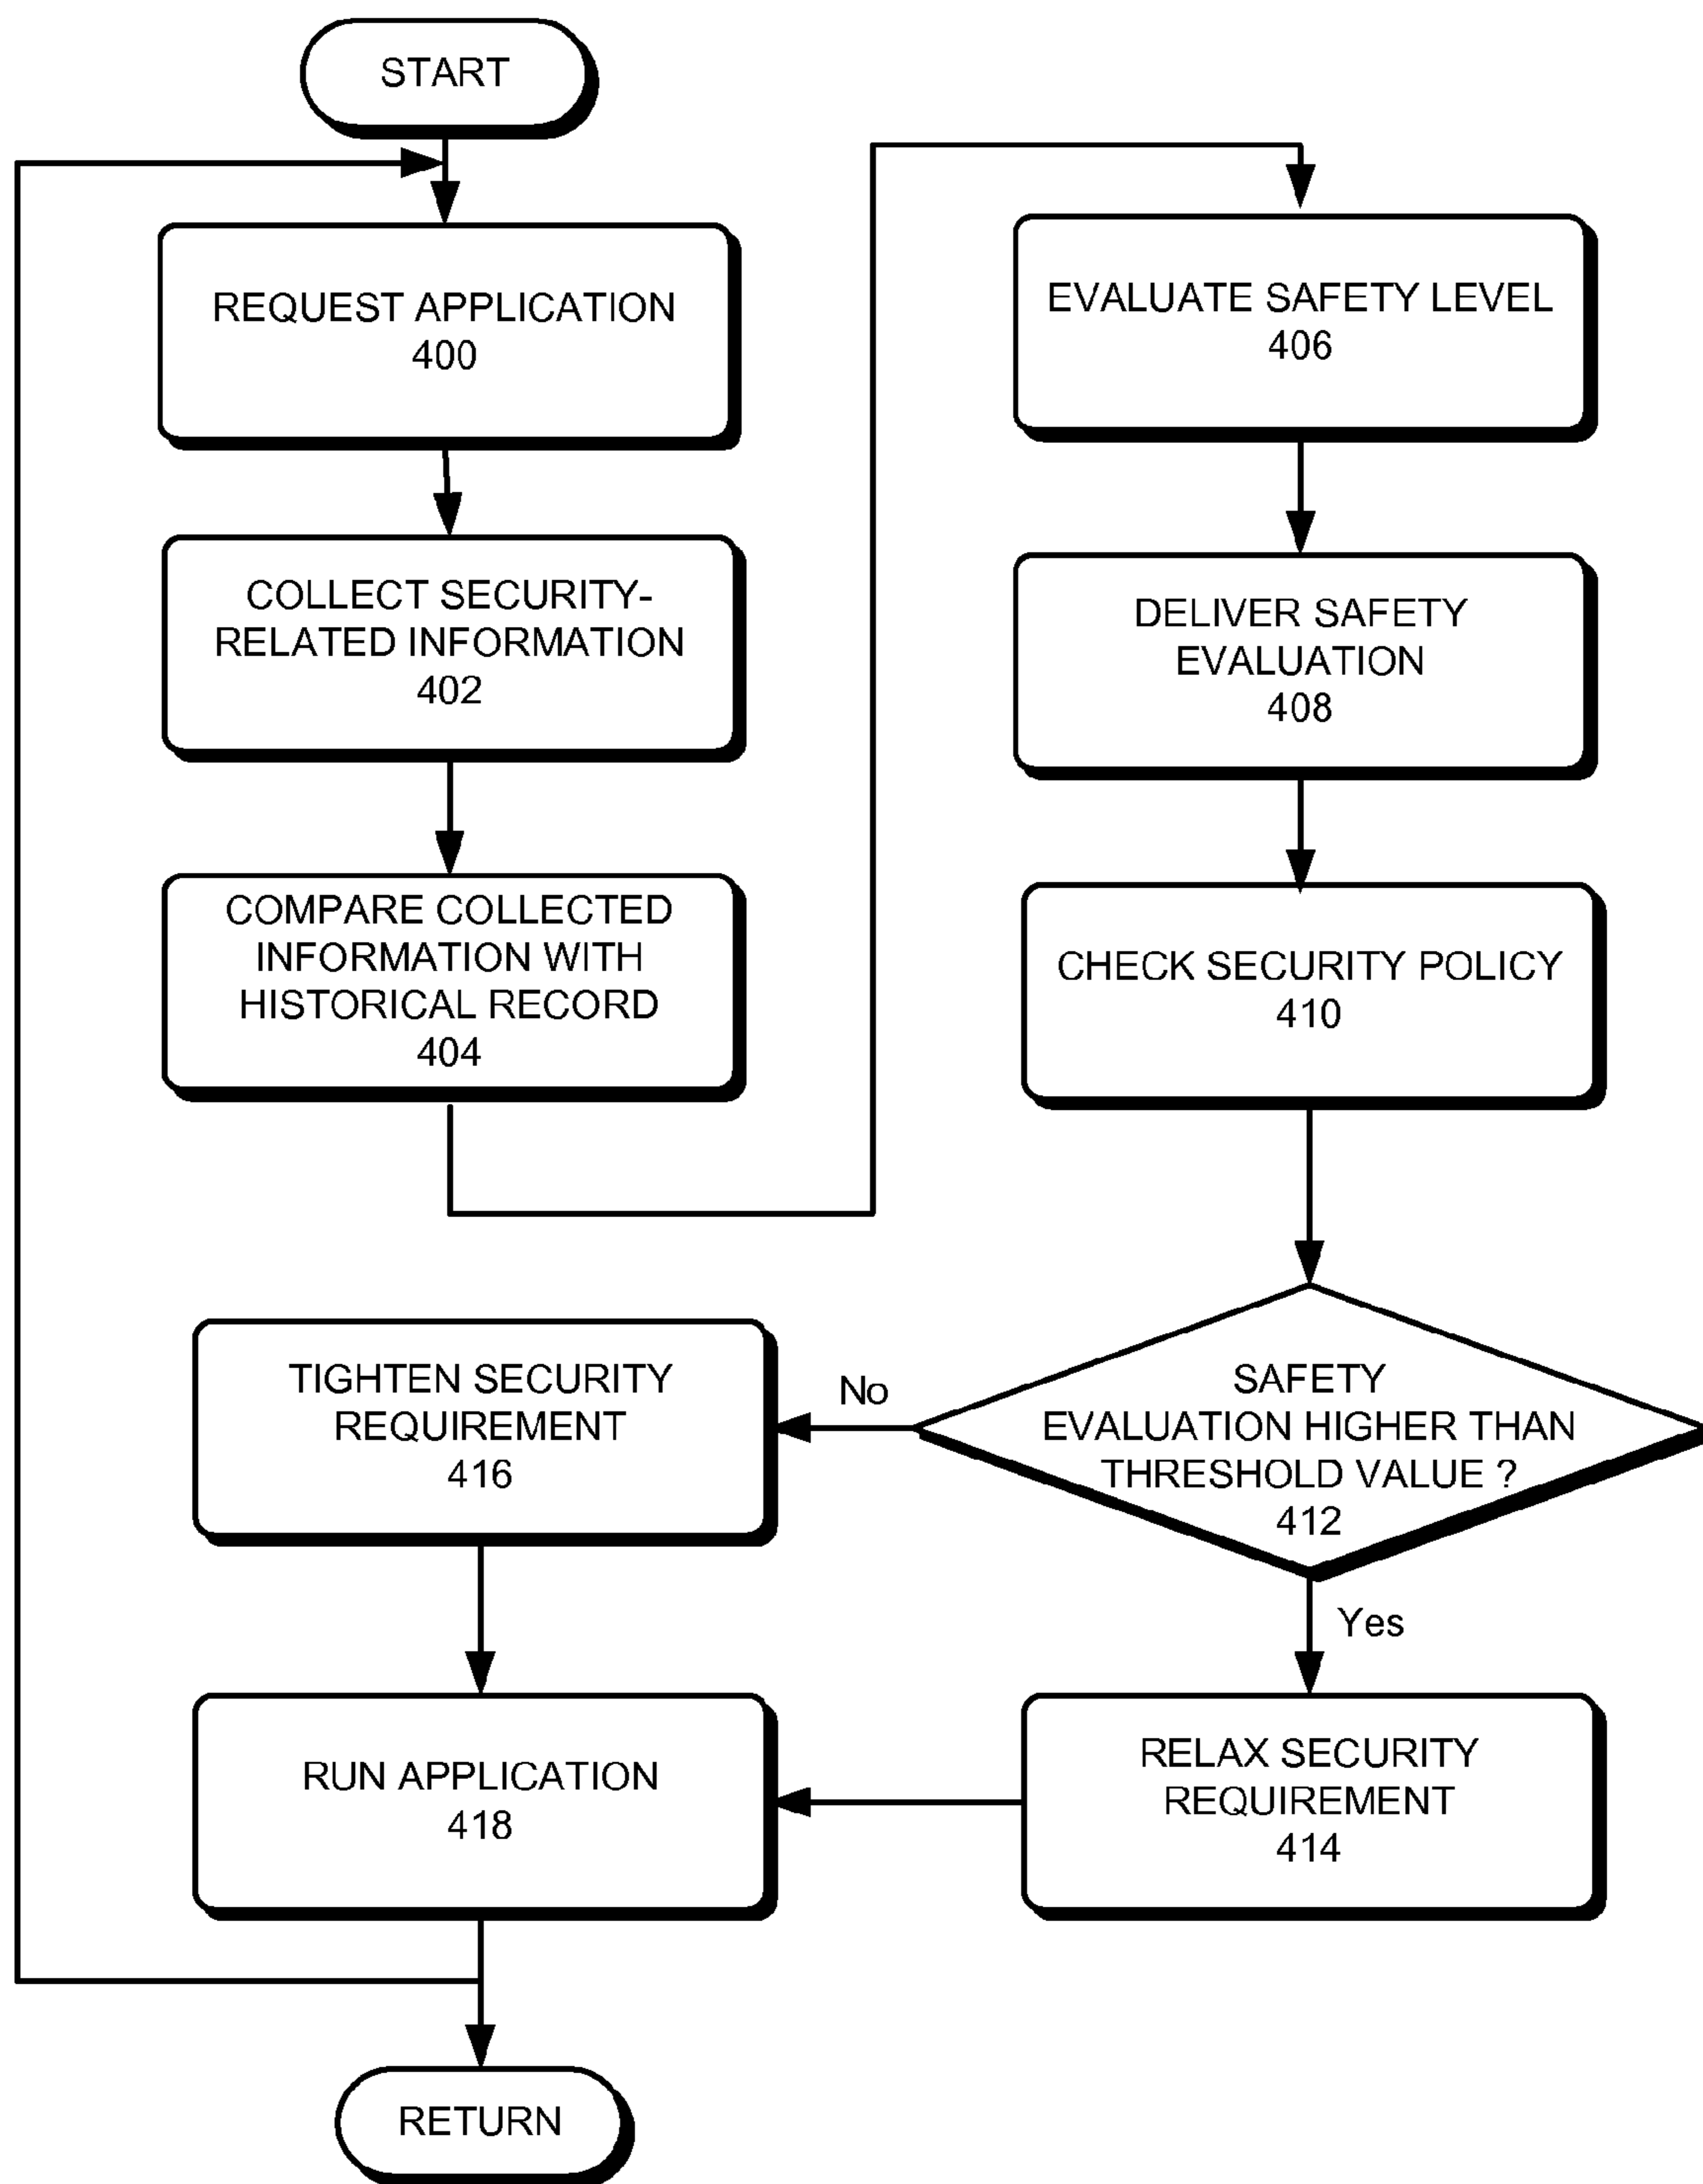 START
REQUEST APPLICATION
400
COLLECT SECURITY-
RELATED INFORMATION
402
COMPARE COLLECTED
INFORMATION WITH
HISTORICAL RECORD
404
EVALUATE SAFETY LEVEL
406
DELIVER SAFETY
EVALUATION
408
CHECK SECURITY POLICY
410
SAFETY
EVALUATION HIGHER THAN
THRESHOLD VALUE ?
412
No
TIGHTEN SECURITY
REQUIREMENT
416
Yes
RELAX SECURITY
REQUIREMENT
414
RUN APPLICATION
418
RETURN